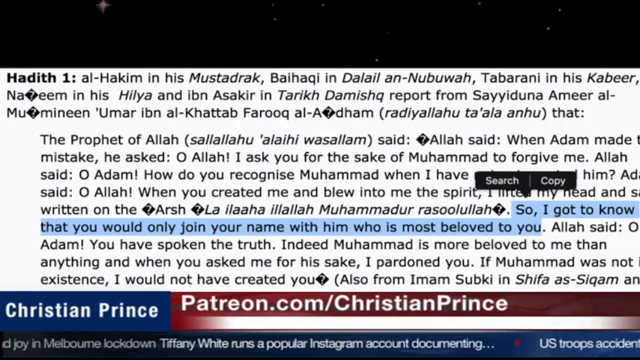 Hadith 1: al-Hakim in his Mustadrak, Baihaqi in Dalail an-Nubuwah, Tabarani in his Kabeer,
Na�eem in his Hilya and ibn Asakir in Tarikh Damishq report from Sayyiduna Ameer al-
Mu�mineen 'Umar ibn al-Khattab Farooq al-A�dham (radiyallahu ta'ala anhu) that:
The Prophet of Allah (sallallahu 'alaihi wasallam) said: �Allah said: When Adam made t
mistake, he asked: O Allah! I ask you for the sake of Muhammad to forgive me. Allah
said: O Adam! How do you recognise Muhammad when I have him? Ada
Search Copy
said: O Allah! When you created me and blew into me the spirit, I lifted my head and sa
written on the �Arsh �La ilaaha illallah Muhammadur rasoolullah�. So, I got to know
that you would only join your name with him who is most beloved to you. Allah said: O
Adam! You have spoken the truth. Indeed Muhammad is more beloved to me than
anything and when you asked me for his sake, I pardoned you. If Muhammad was not i
existence, I would not have created you� (Also from Imam Subki in Shifa as-Siqam an
Christian Prince
Patreon.com/ChristianPrince
d joy in Melbourne lockdown Tiffany White runs a popular Instagram account documenting... US troops accident